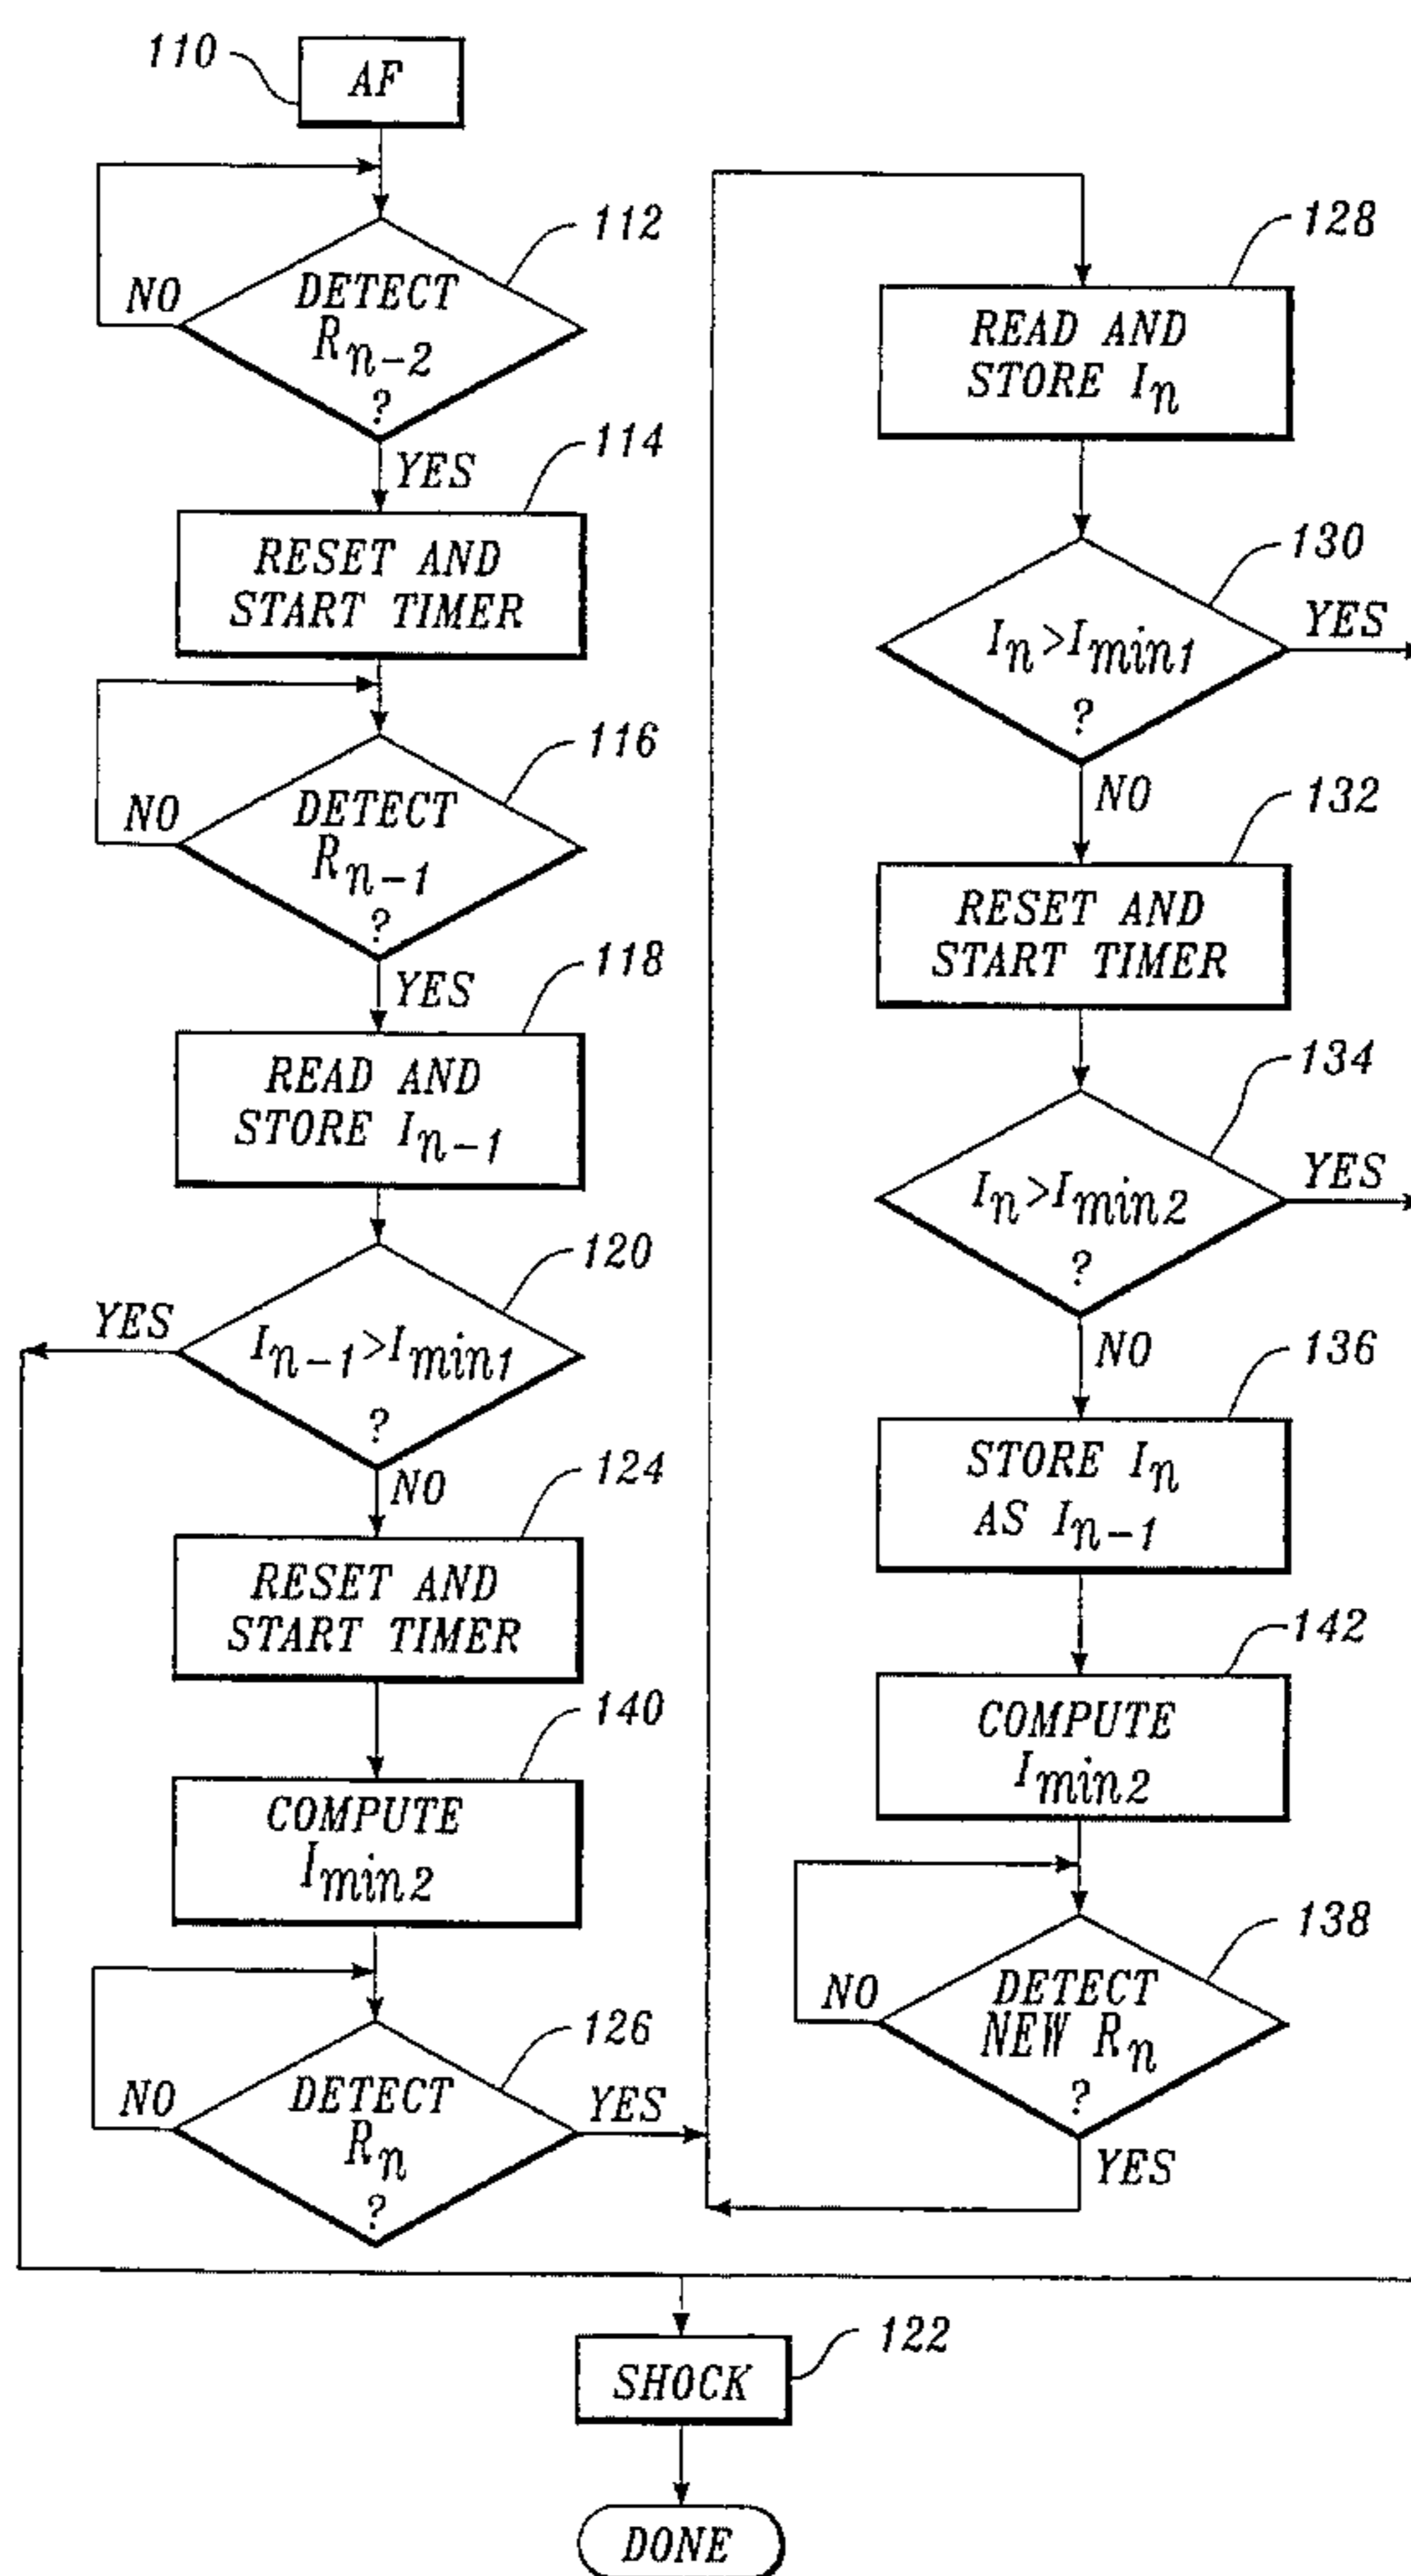 110
AF
112
DETECT
Rn-2
?
NO
YES
114
RESET AND
START TIMER
116
DETECT
Rn-1
?
NO
YES
118
READ AND
STORE In-1
120
In-1>Imin1
?
YES
NO
124
RESET AND
START TIMER
140
COMPUTE
Imin2
126
DETECT
Rn
?
NO
YES
128
READ AND
STORE In
130
In>Imin1
?
YES
NO
132
RESET AND
START TIMER
134
In>Imin2
?
YES
NO
136
STORE In
AS In-1
142
COMPUTE
Imin2
138
DETECT
NEW Rn
?
NO
YES
122
SHOCK
DONE